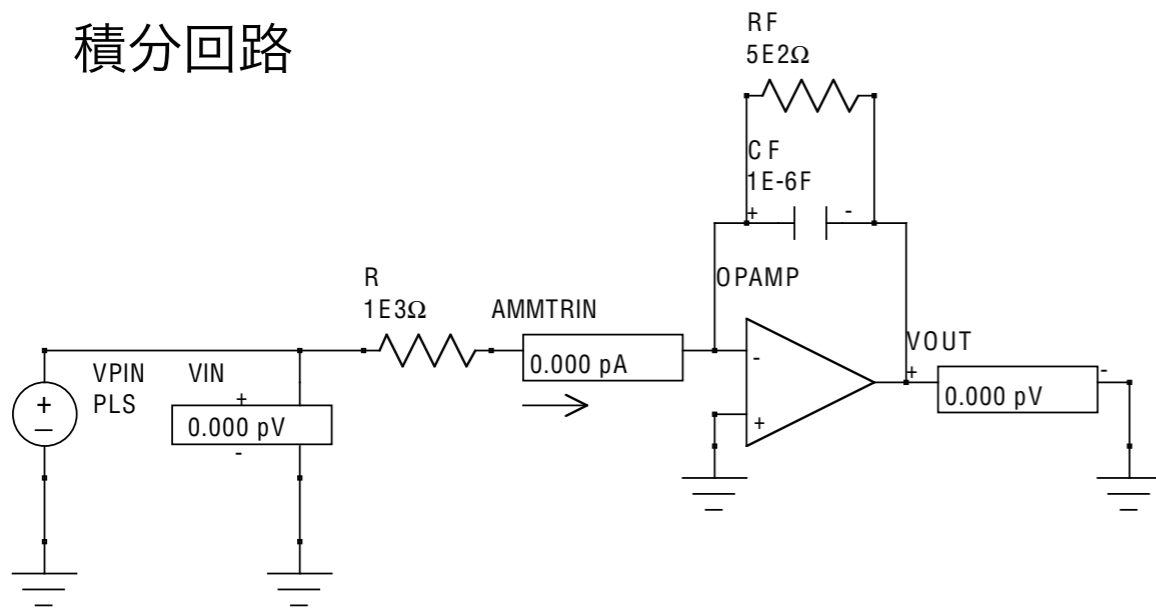 積分回路
RF
5E2Ω
CF
1E-6F
+ -
R
1E3Ω
AMMTRIN
0.000 pA
OPAMP
-
+
VOUT
+ -
0.000 pV
VPIN
PLS
+
−
VIN
+
0.000 pV
-